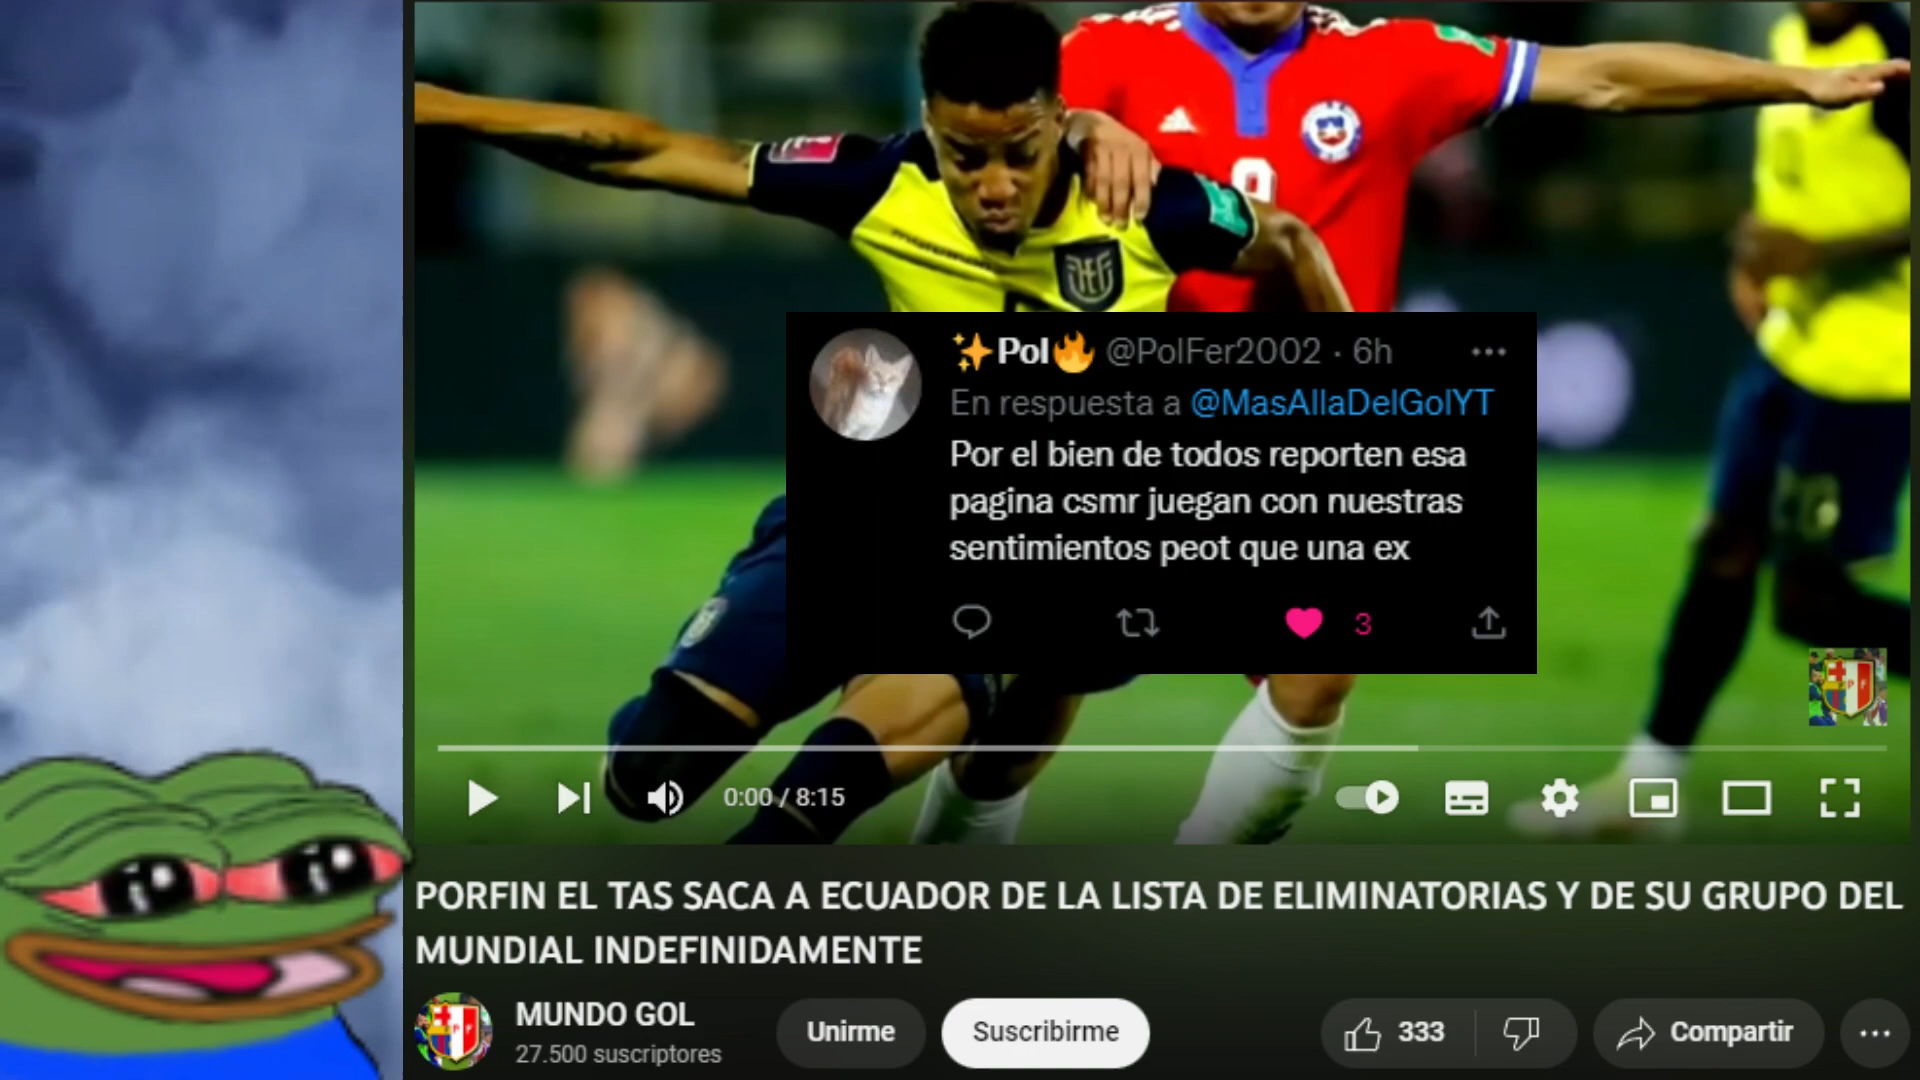 ✨Pol🔥 @PolFer2002 · 6h
En respuesta a @MasAllaDelGolYT
Por el bien de todos reporten esa
pagina csmr juegan con nuestras
sentimientos peot que una ex
3
0:00 / 8:15
PORFIN EL TAS SACA A ECUADOR DE LA LISTA DE ELIMINATORIAS Y DE SU GRUPO DEL
MUNDIAL INDEFINIDAMENTE
MUNDO GOL
27.500 suscriptores
Unirme
Suscribirme
333
Compartir